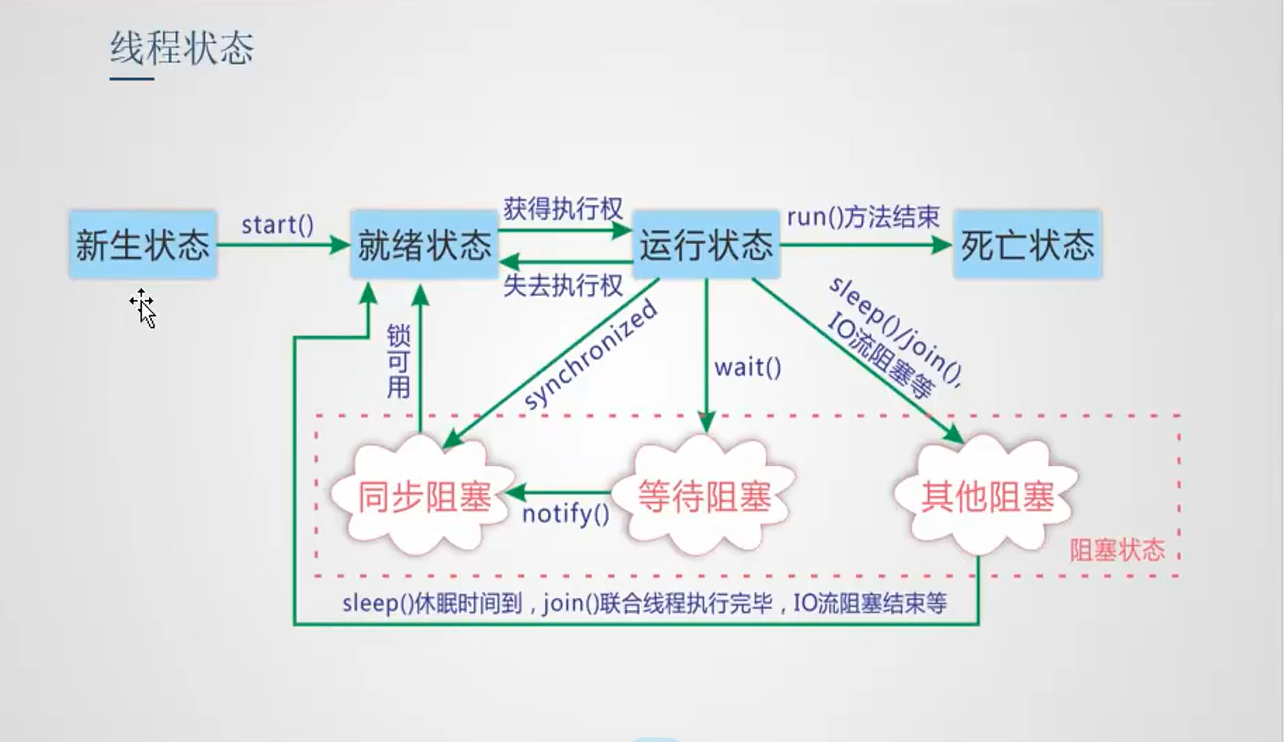 线程状态
新生状态
start()
就绪状态
获得执行权
失去执行权
运行状态
run()方法结束
死亡状态
锁可用
synchronized
wait()
sleep()/join(),
IO流阻塞等
同步阻塞
notify()
等待阻塞
其他阻塞
阻塞状态
sleep()休眠时间到，join()联合线程执行完毕，IO流阻塞结束等